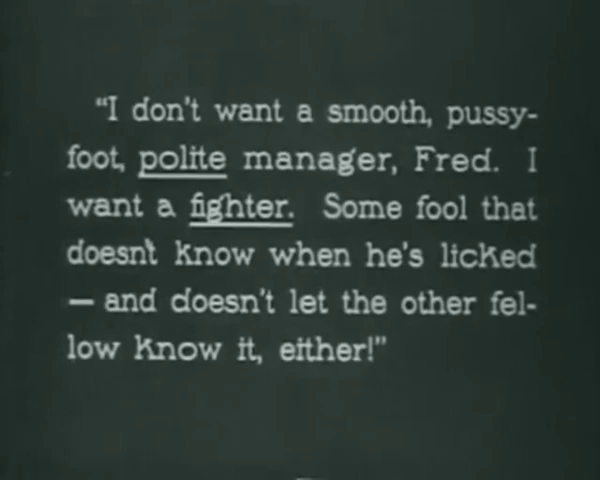 "I don't want a smooth, pussy-
foot, polite manager, Fred. I
want a fighter. Some fool that
doesn't know when he's licked
— and doesn't let the other fel-
low know it, either!"